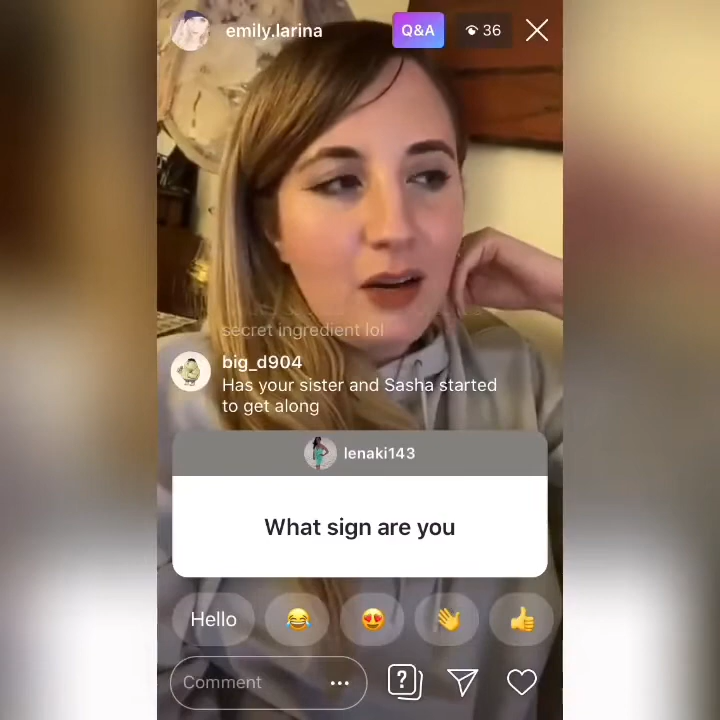 emily.larina
Q&A
36
secret ingredient lol
big_d904
Has your sister and Sasha started
to get along
lenaki143
What sign are you
Hello
Comment
?